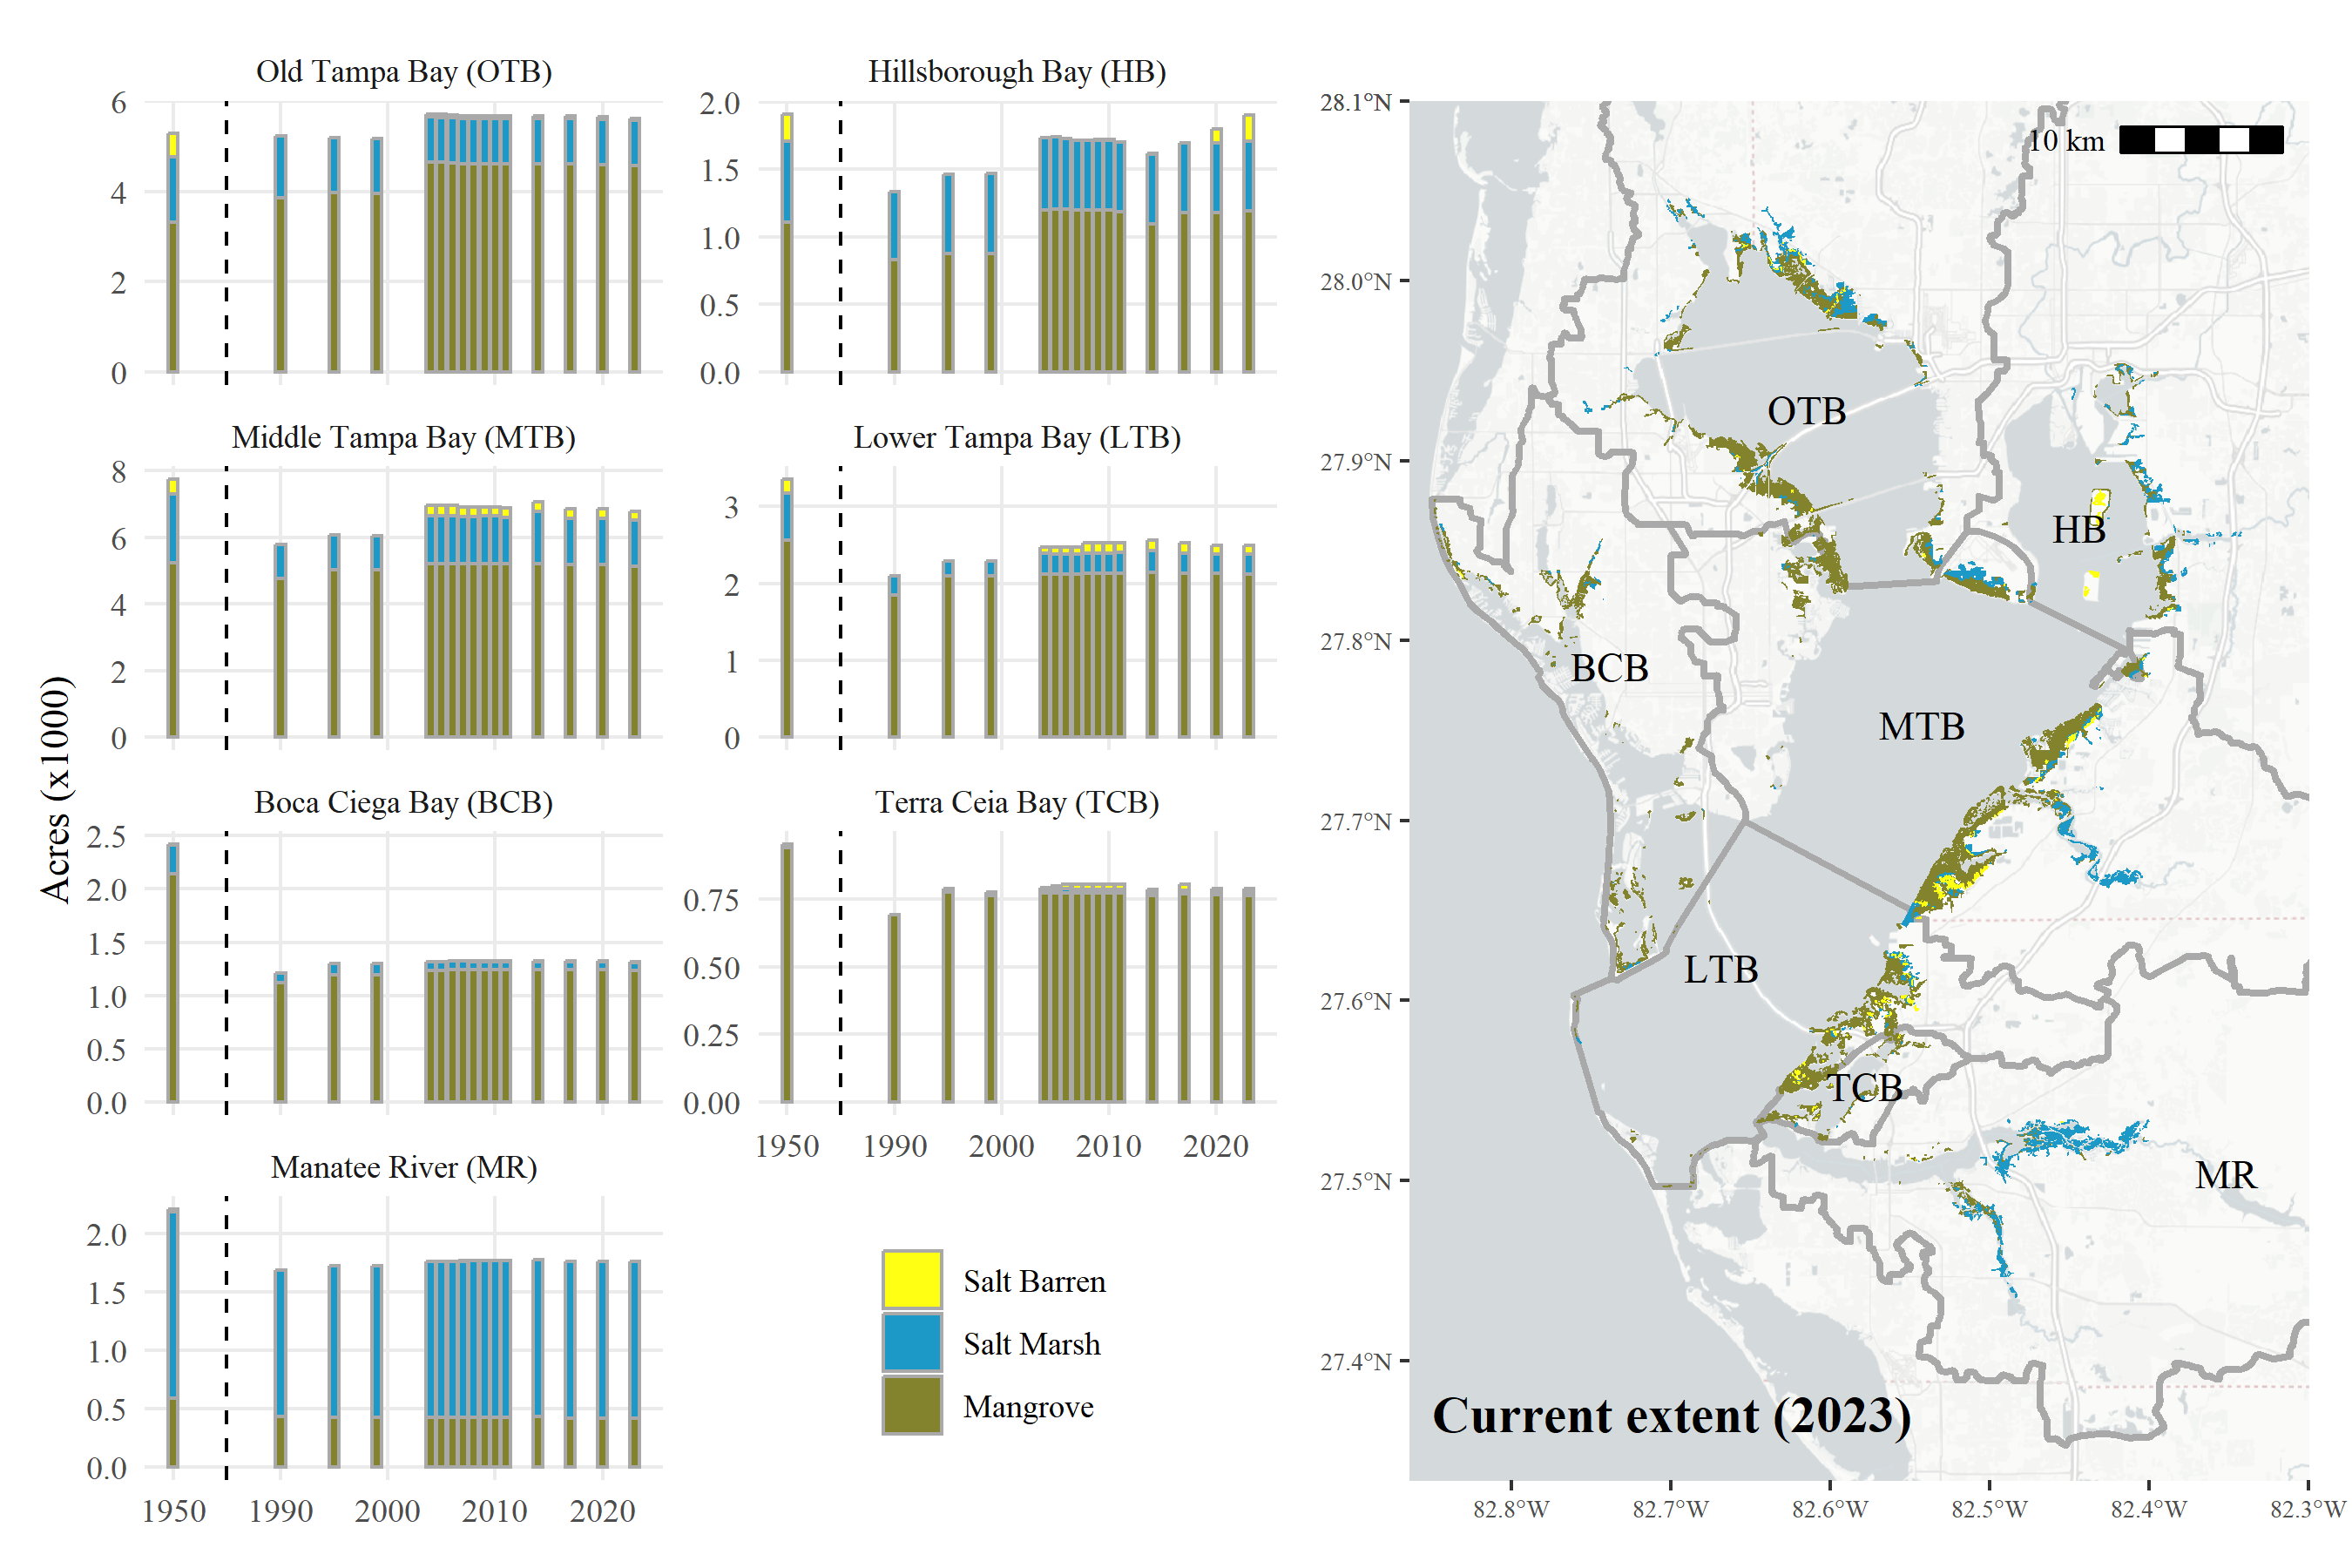 Old Tampa Bay (OTB)
6
4
2
0
Hillsborough Bay (HB)
2.0
1.5
1.0
0.5
0.0
Middle Tampa Bay (MTB)
8
6
4
2
0
Lower Tampa Bay (LTB)
3
2
1
0
Acres (x1000)
Boca Ciega Bay (BCB)
2.5
2.0
1.5
1.0
0.5
0.0
Terra Ceia Bay (TCB)
0.75
0.50
0.25
0.00
1950 1990 2000 2010 2020
Manatee River (MR)
2.0
1.5
1.0
0.5
0.0
1950 1990 2000 2010 2020
Salt Barren
Salt Marsh
Mangrove
28.1°N
28.0°N
27.9°N
27.8°N
27.7°N
27.6°N
27.5°N
27.4°N
10 km
OTB
HB
BCB
MTB
LTB
TCB
MR
Current extent (2023)
82.8°W 82.7°W 82.6°W 82.5°W 82.4°W 82.3°W